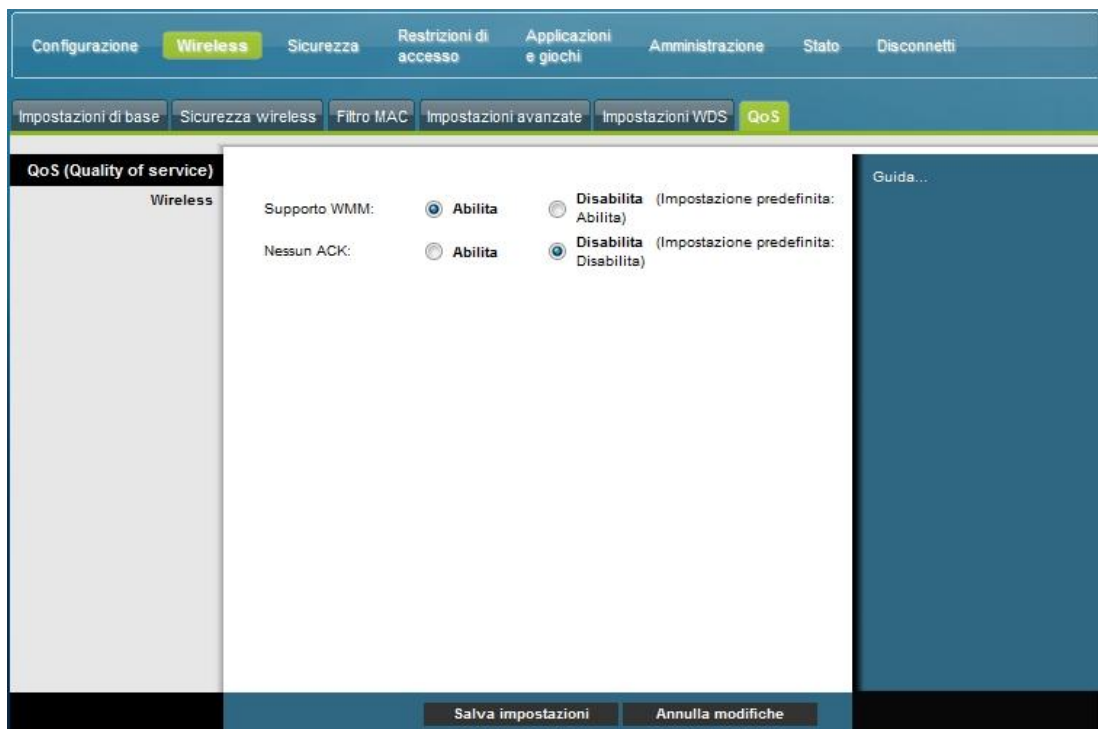 Configurazione Wireless Sicurezza Restrizioni di accesso Applicazioni e giochi Amministrazione Stato Disconnetti
Impostazioni di base Sicurezza wireless Filtro MAC Impostazioni avanzate Impostazioni WDS QoS
QoS (Quality of service)
Wireless
Supporto WMM: Abilita Disabilita (Impostazione predefinita:
Abilita)
Nessun ACK: Abilita Disabilita (Impostazione predefinita:
Disabilita)
Guida...
Salva impostazioni Annulla modifiche